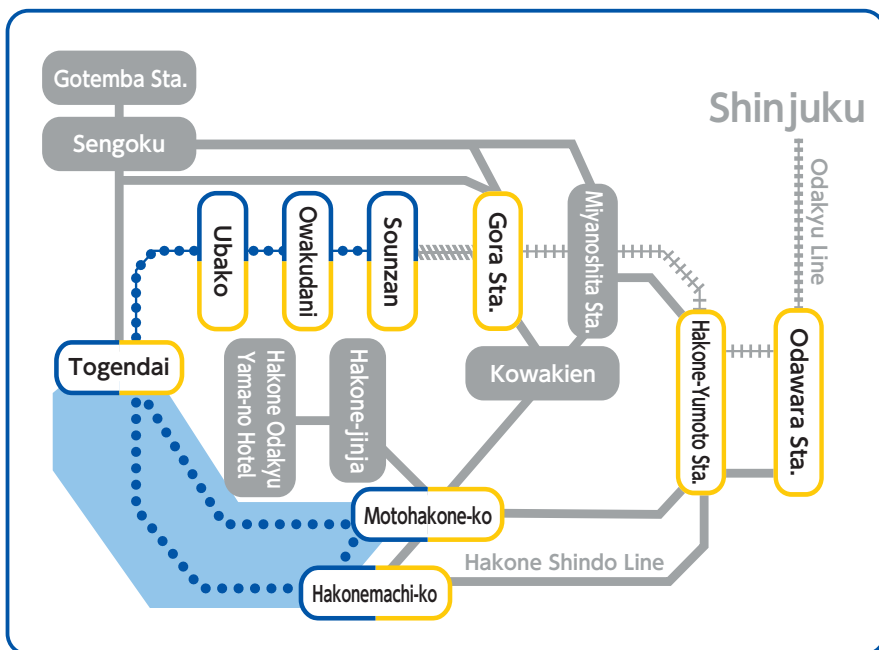 Gotemba Sta.
Sengoku
Shinjuku
Odakyu Line
Ubako
Owakudani
Sounzan
Gora Sta.
Miyanoshita Sta.
Hakone-Yumoto Sta.
Odawara Sta.
Togendai
Hakone Odakyu
Yama-no Hotel
Hakone-jinja
Kowakien
Motohakone-ko
Hakone Shindo Line
Hakonemachi-ko